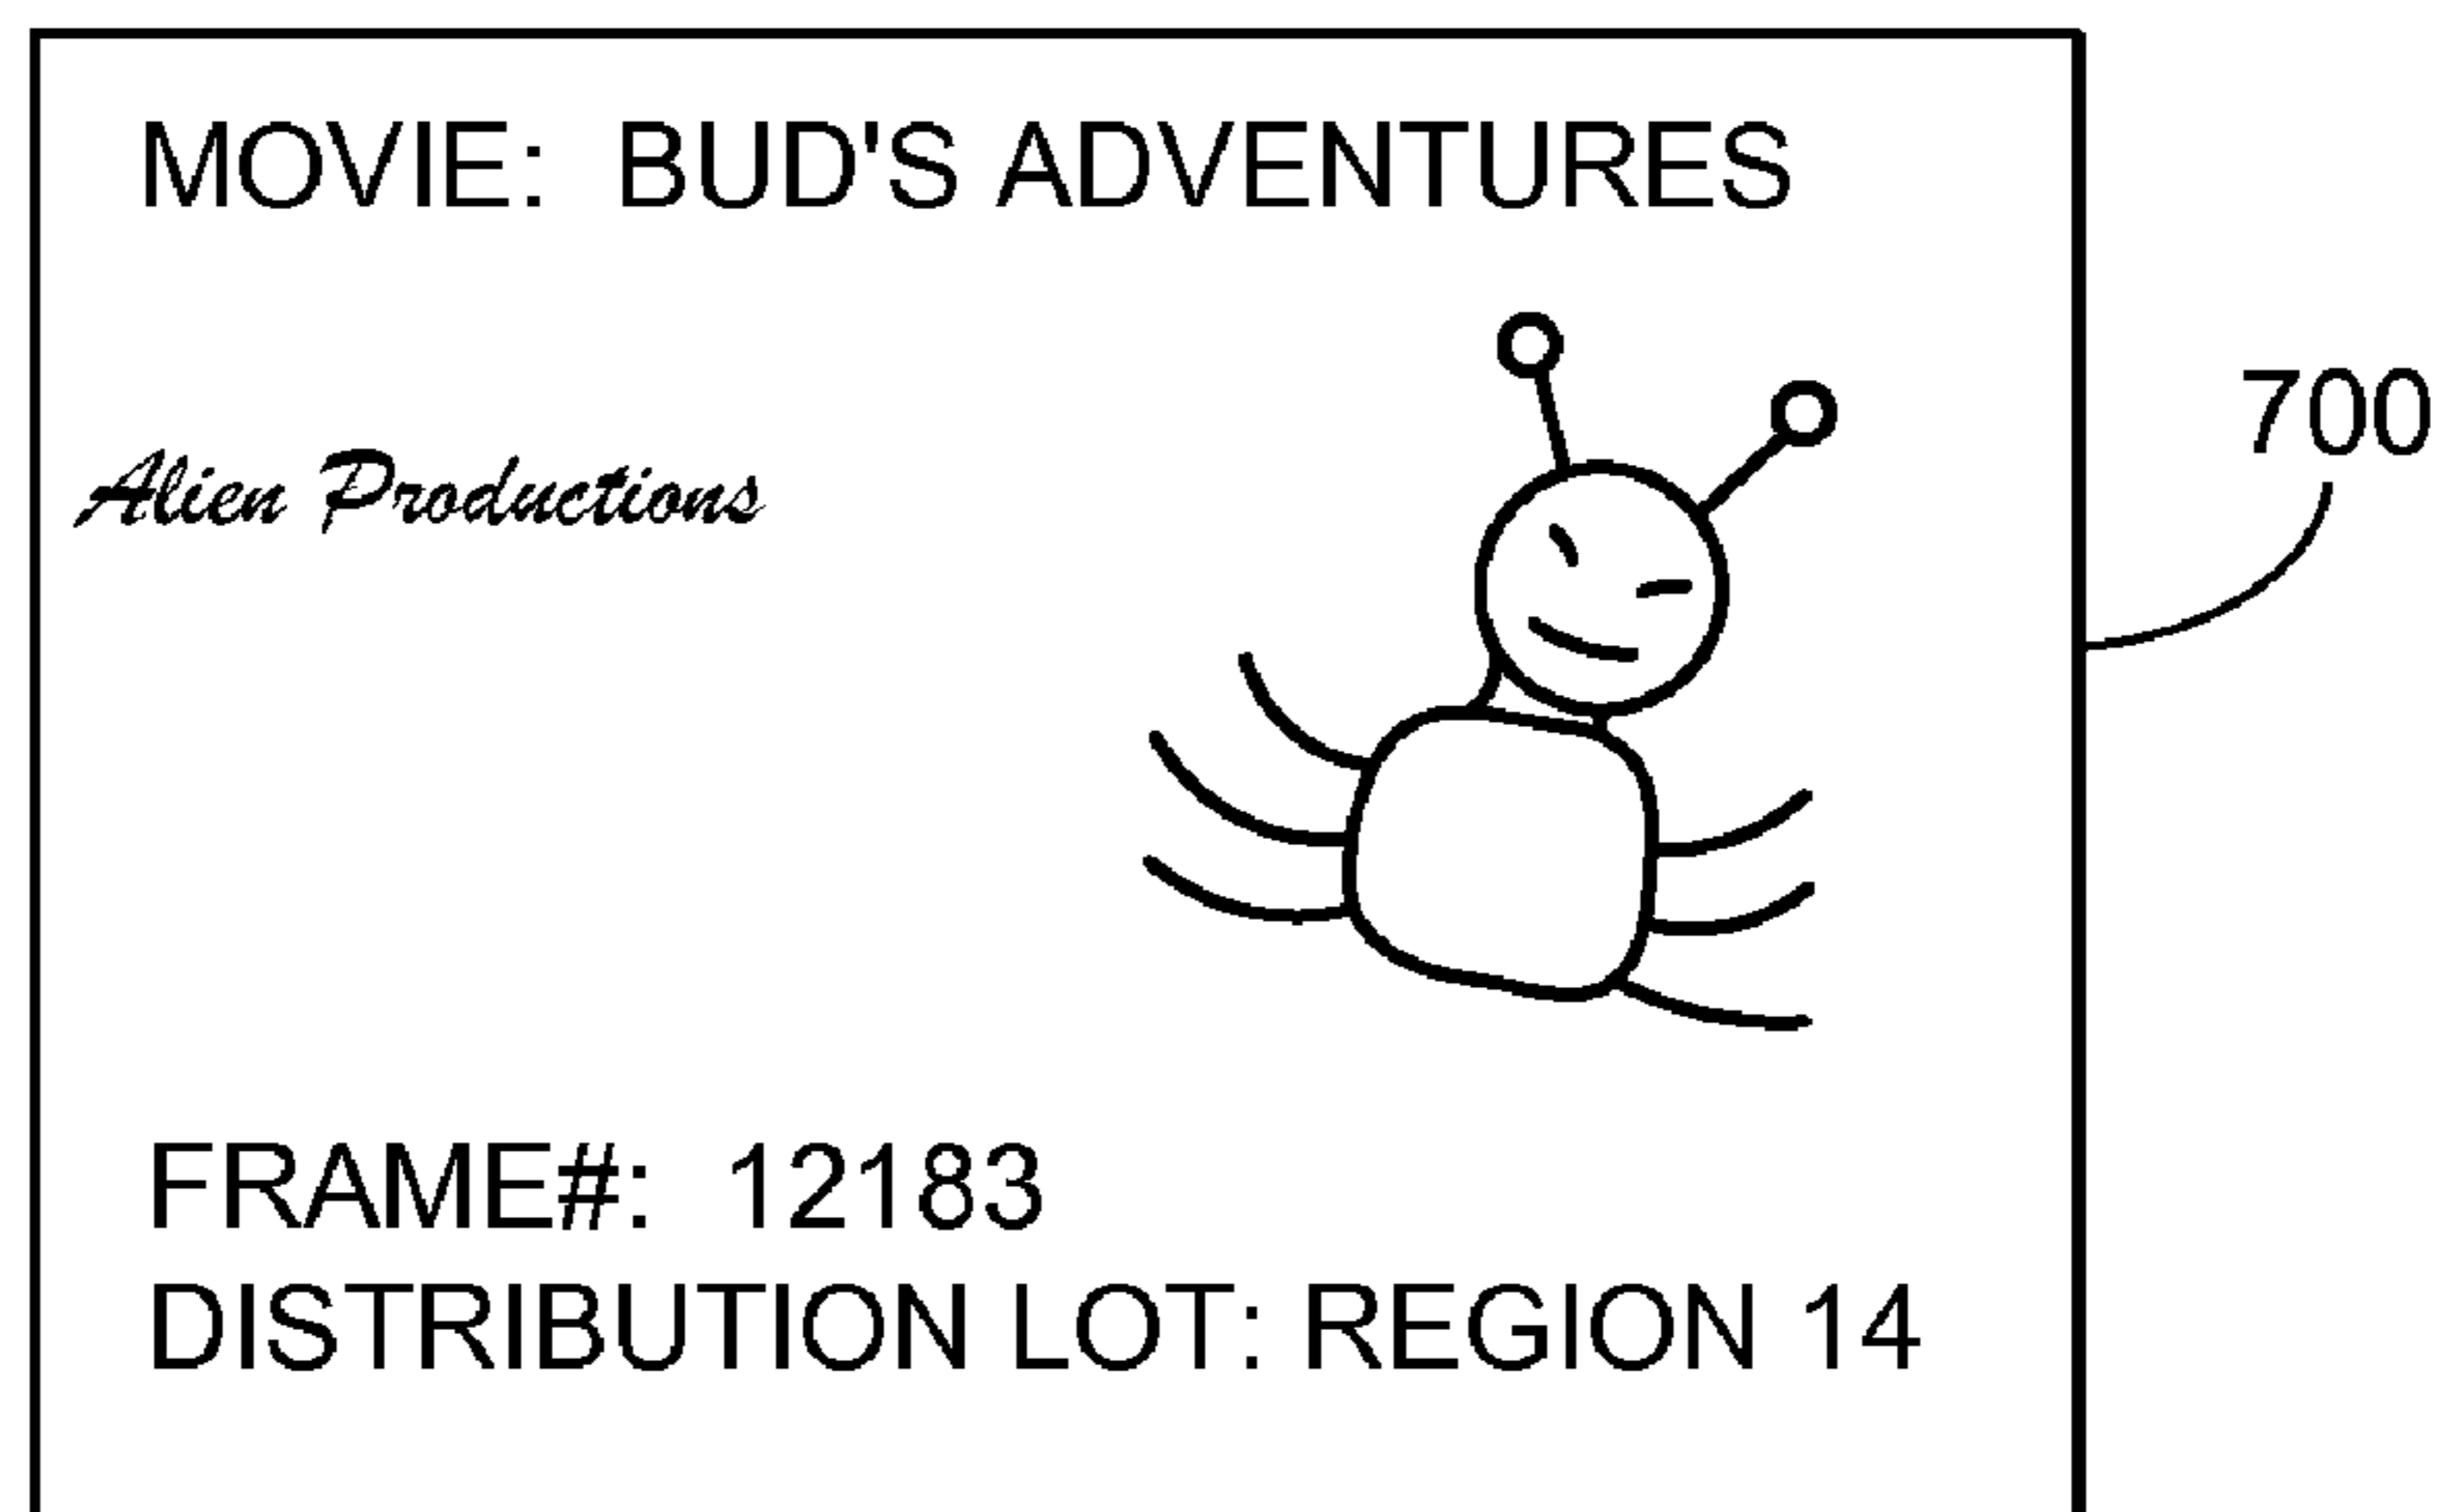 MOVIE: BUD'S ADVENTURES
700
Alien Productions
FRAME#: 12183
DISTRIBUTION LOT: REGION 14